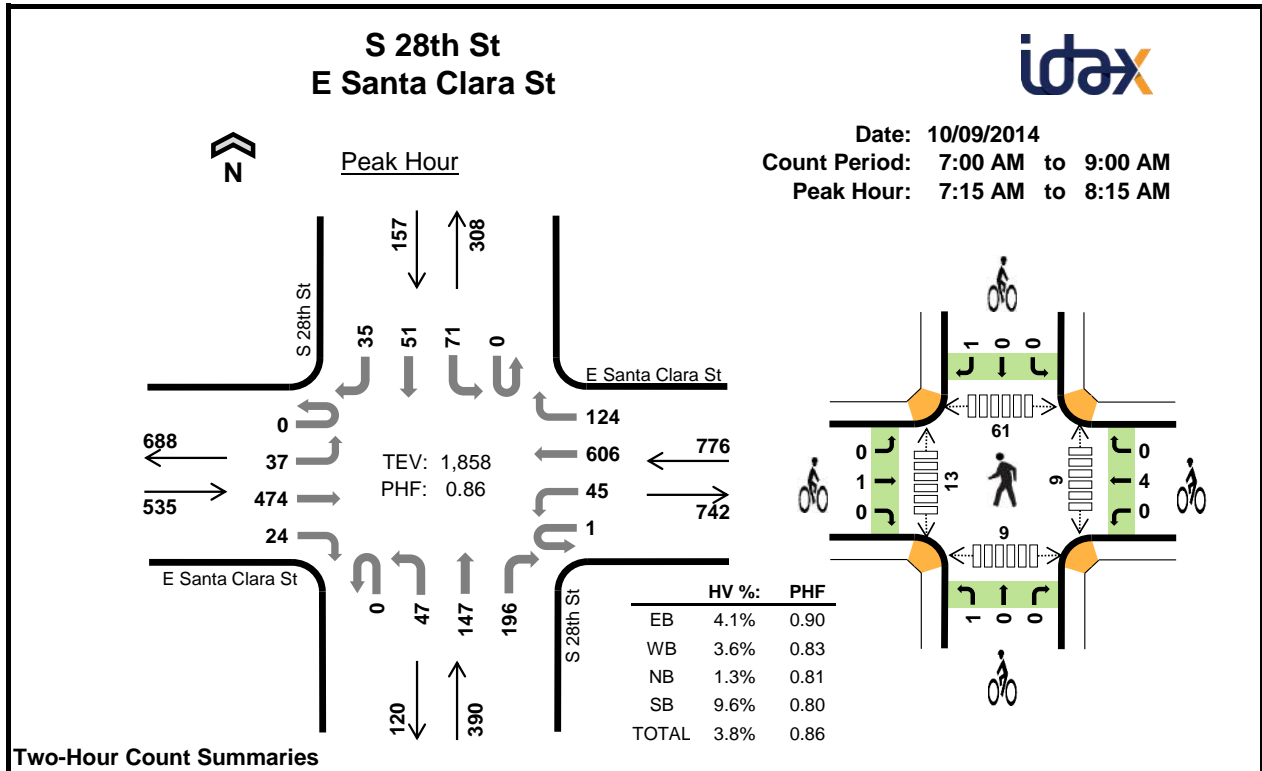 S 28th St
E Santa Clara St
idax
Date: 10/09/2014
Count Period: 7:00 AM to 9:00 AM
Peak Hour: 7:15 AM to 8:15 AM
N
Peak Hour
157
308
S 28th St
35
51
71
0
E Santa Clara St
0
37
474
24
688
535
TEV: 1,858
PHF: 0.86
124
606
45
1
776
742
E Santa Clara St
0
47
147
196
S 28th St
120
390
HV %: PHF
EB 4.1% 0.90
WB 3.6% 0.83
NB 1.3% 0.81
SB 9.6% 0.80
TOTAL 3.8% 0.86
1
0
0
61
0
1
0
13
9
0
4
0
9
1
0
0
Two-Hour Count Summaries